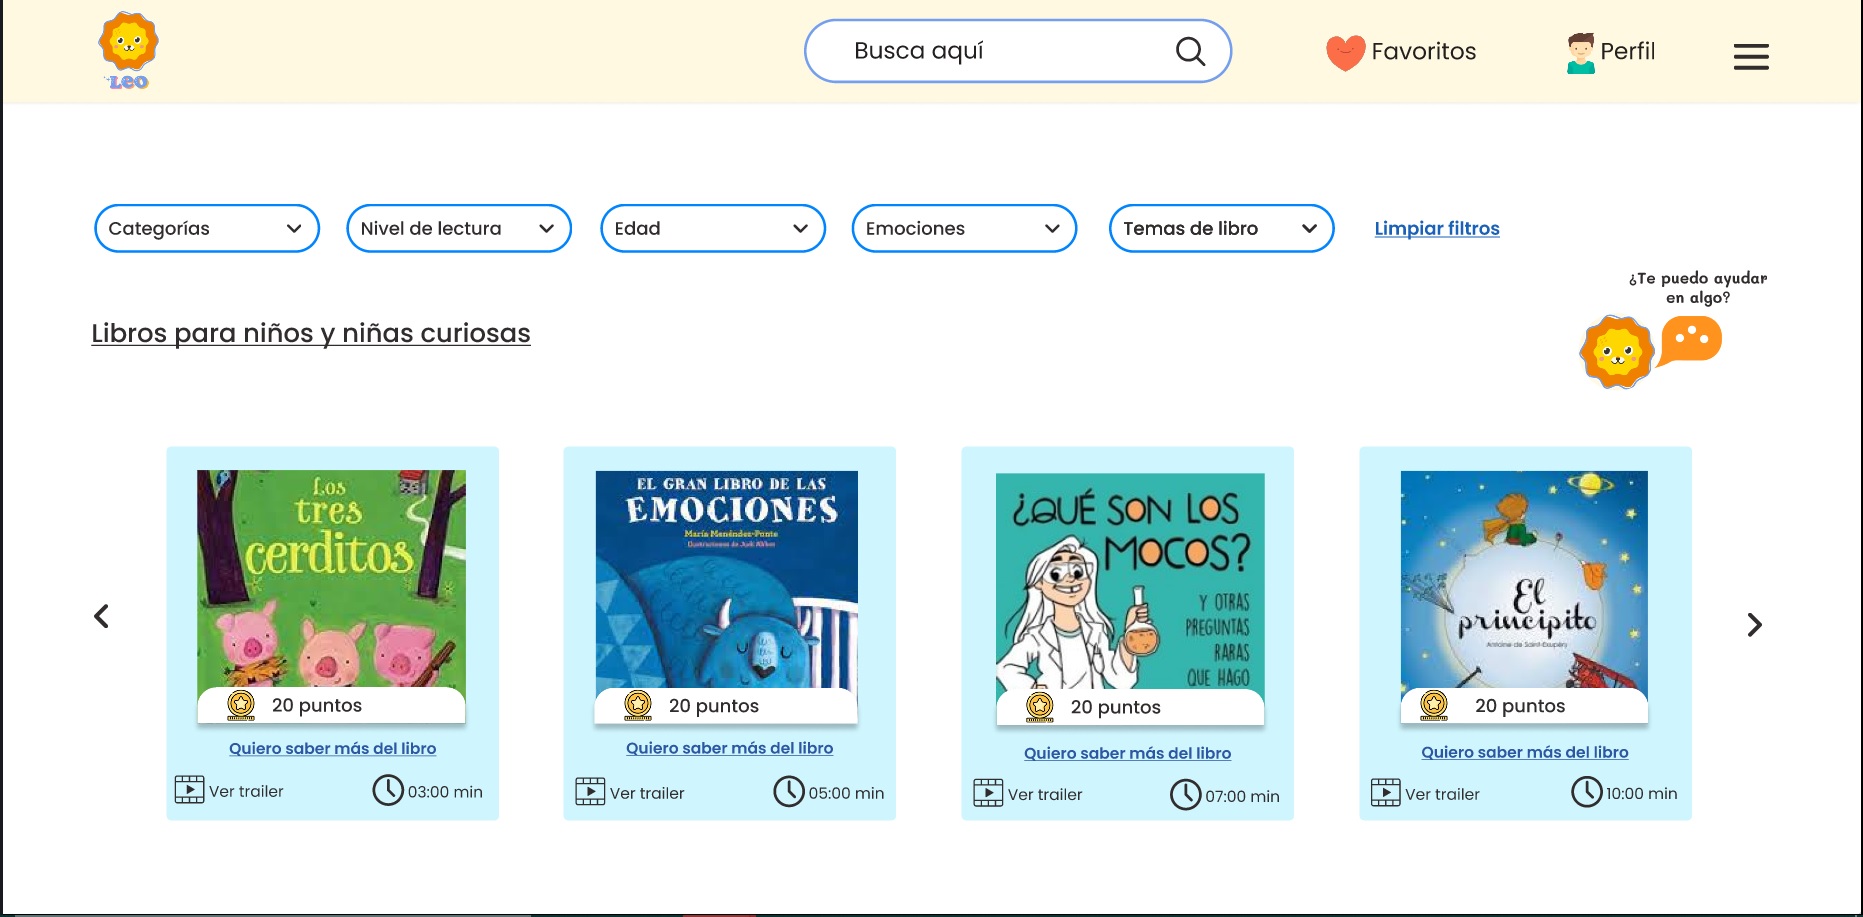 Leo
Busca aquí
Favoritos
Perfil
Categorías
Nivel de lectura
Edad
Emociones
Temas de libro
Limpiar filtros
¿Te puedo ayudar
en algo?
Libros para niños y niñas curiosas
Los
tres
cerditos
20 puntos
Quiero saber más del libro
Ver trailer
03:00 min
EL GRAN LIBRO DE LAS
EMOCIONES
María Menéndez-Ponte
20 puntos
Quiero saber más del libro
Ver trailer
05:00 min
¿QUÉ SON LOS
MOCOS?
Y OTRAS
PREGUNTAS
RARAS
QUE HAGO
20 puntos
Quiero saber más del libro
Ver trailer
07:00 min
El
principito
Antoine de Saint-Exupéry
20 puntos
Quiero saber más del libro
Ver trailer
10:00 min